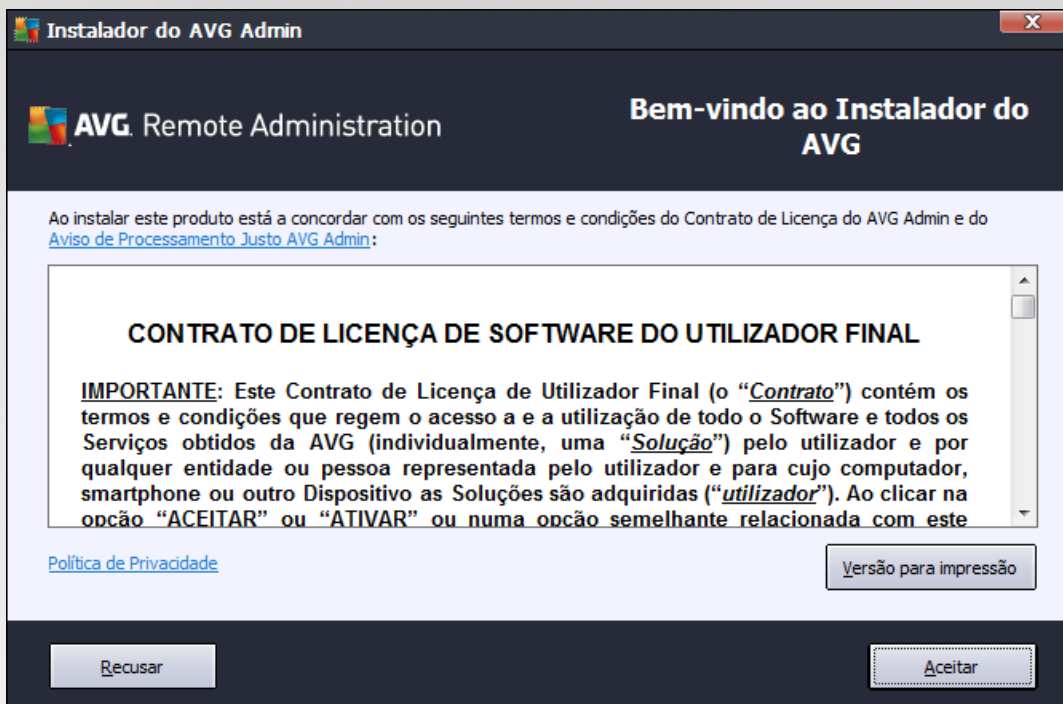 Instalador do AVG Admin
AVG. Remote Administration
Bem-vindo ao Instalador do
AVG
Ao instalar este produto está a concordar com os seguintes termos e condições do Contrato de Licença do AVG Admin e do
Aviso de Processamento Justo AVG Admin:
CONTRATO DE LICENÇA DE SOFTWARE DO UTILIZADOR FINAL
IMPORTANTE: Este Contrato de Licença de Utilizador Final (o “Contrato”) contém os
termos e condições que regem o acesso a e a utilização de todo o Software e todos os
Serviços obtidos da AVG (individualmente, uma “Solução”) pelo utilizador e por
qualquer entidade ou pessoa representada pelo utilizador e para cujo computador,
smartphone ou outro Dispositivo as Soluções são adquiridas (“utilizador”). Ao clicar na
opção “ACEITAR” ou “ATIVAR” ou numa opção semelhante relacionada com este
Política de Privacidade
Versão para impressão
Recusar
Aceitar